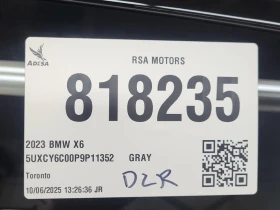 ADESA
RSA MOTORS
818235
2023 BMW X6
5UXCY6C00P9P11352 GRAY
Toronto
10/06/2025 13:26:36 JR
DLR